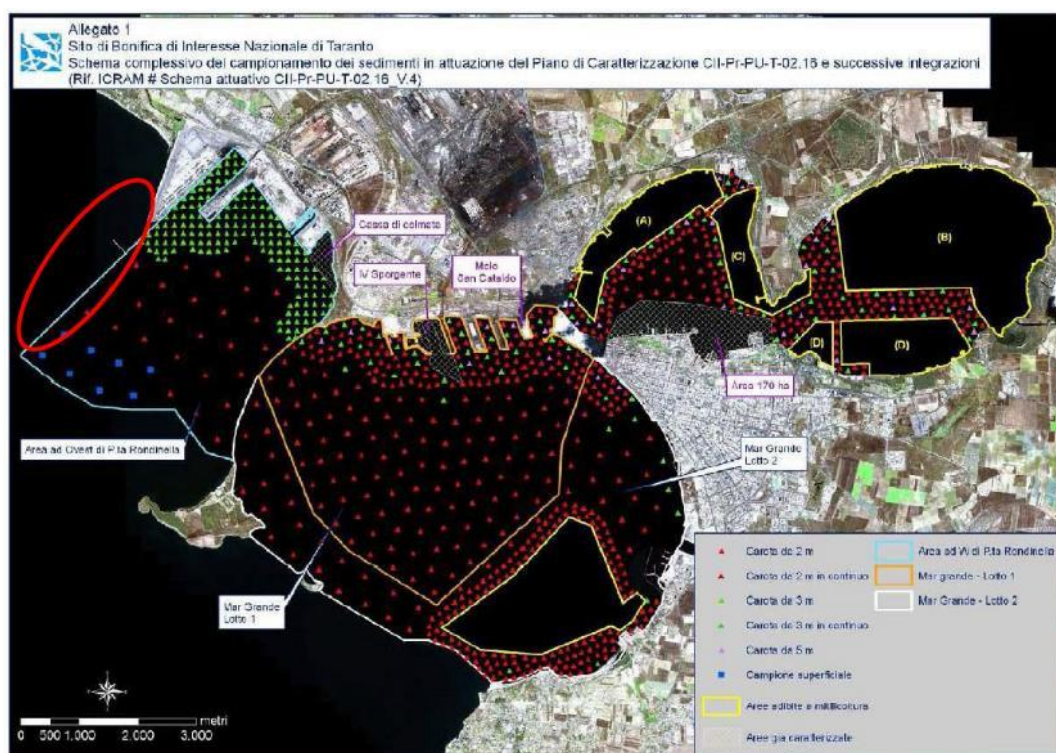 Allegato 1
Sito di Bonifica di Interesse Nazionale di Taranto
Schema complessivo del campionamento dei sedimenti in attuazione del Piano di Caratterizzazione CII-Pr-PU-T-02.15 e successive integrazioni
(Rif. ICRAM # Schema attuativo CII-Pr-PU-T-02.16_V.4)
Cassa di colmata
IV Sporgente
Molo
San Cataldo
(A)
(C)
(B)
(D)
(D)
Area 170 ha
Area ad Ovest di P.ta Rondinella
Mar Grande
Lotto 2
Mar Grande
Lotto 1
Carota da 2 m
Carota da 2 m in continuo
Carota da 3 m
Carota da 3 m in continuo
Carota da 5 m
Campione superficiale
Aree adibite a mitilicoltura
Aree già caratterizzate
Area ad W di P.ta Rondinella
Mar grande - Lotto 1
Mar Grande - Lotto 2
metri
0 500 1.000 2.000 3.000